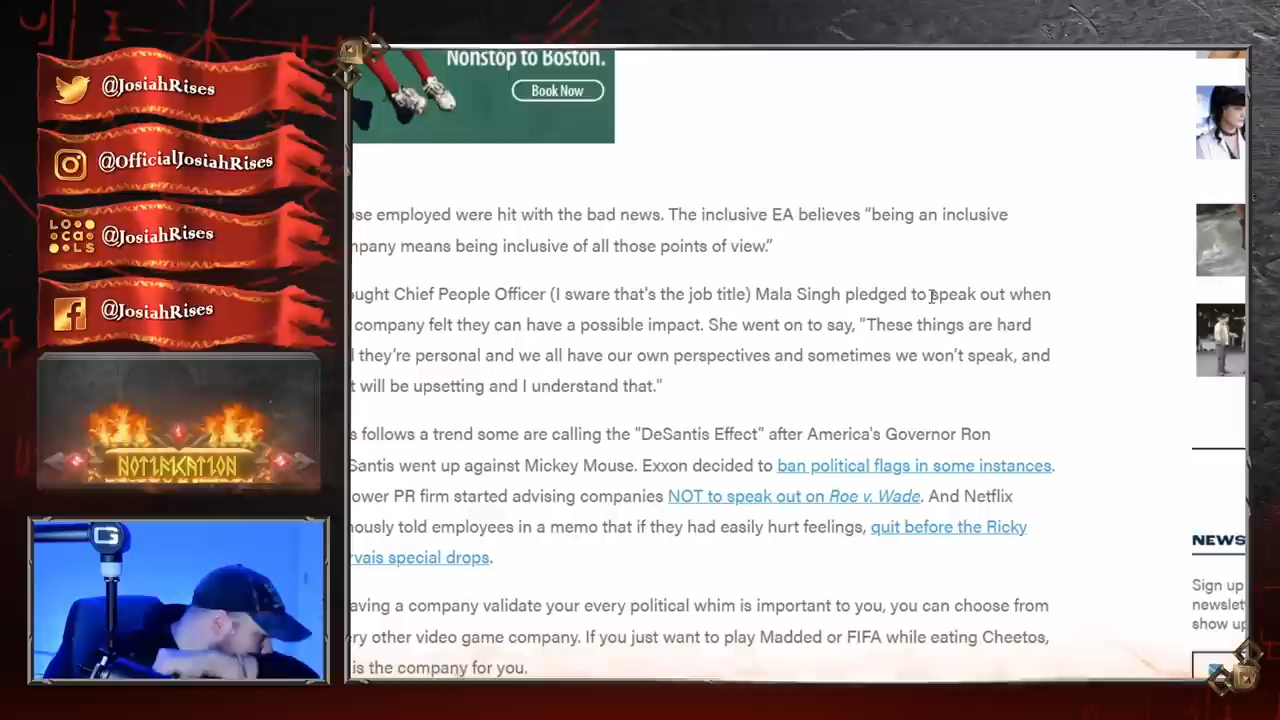 @JosiahRises
@OfficialJosiahRises
LOCALS
@JosiahRises
@JosiahRises
NOTIFICATION
Nonstop to Boston.
Book Now
employed were hit with the bad news. The inclusive EA believes “being an inclusive
means being inclusive of all those points of view.”
Chief People Officer (I sware that's the job title) Mala Singh pledged to speak out when
company felt they can have a possible impact. She went on to say, "These things are hard
they’re personal and we all have our own perspectives and sometimes we won’t speak, and
will be upsetting and I understand that."
follows a trend some are calling the "DeSantis Effect" after America's Governor Ron
Santis went up against Mickey Mouse. Exxon decided to ban political flags in some instances.
ower PR firm started advising companies NOT to speak out on Roe v. Wade. And Netflix
told employees in a memo that if they had easily hurt feelings, quit before the Ricky
rvais special drops.
aving a company validate your every political whim is important to you, you can choose from
ry other video game company. If you just want to play Madded or FIFA while eating Cheetos,
is the company for you.
NEWS
Sign up
newslet
show up